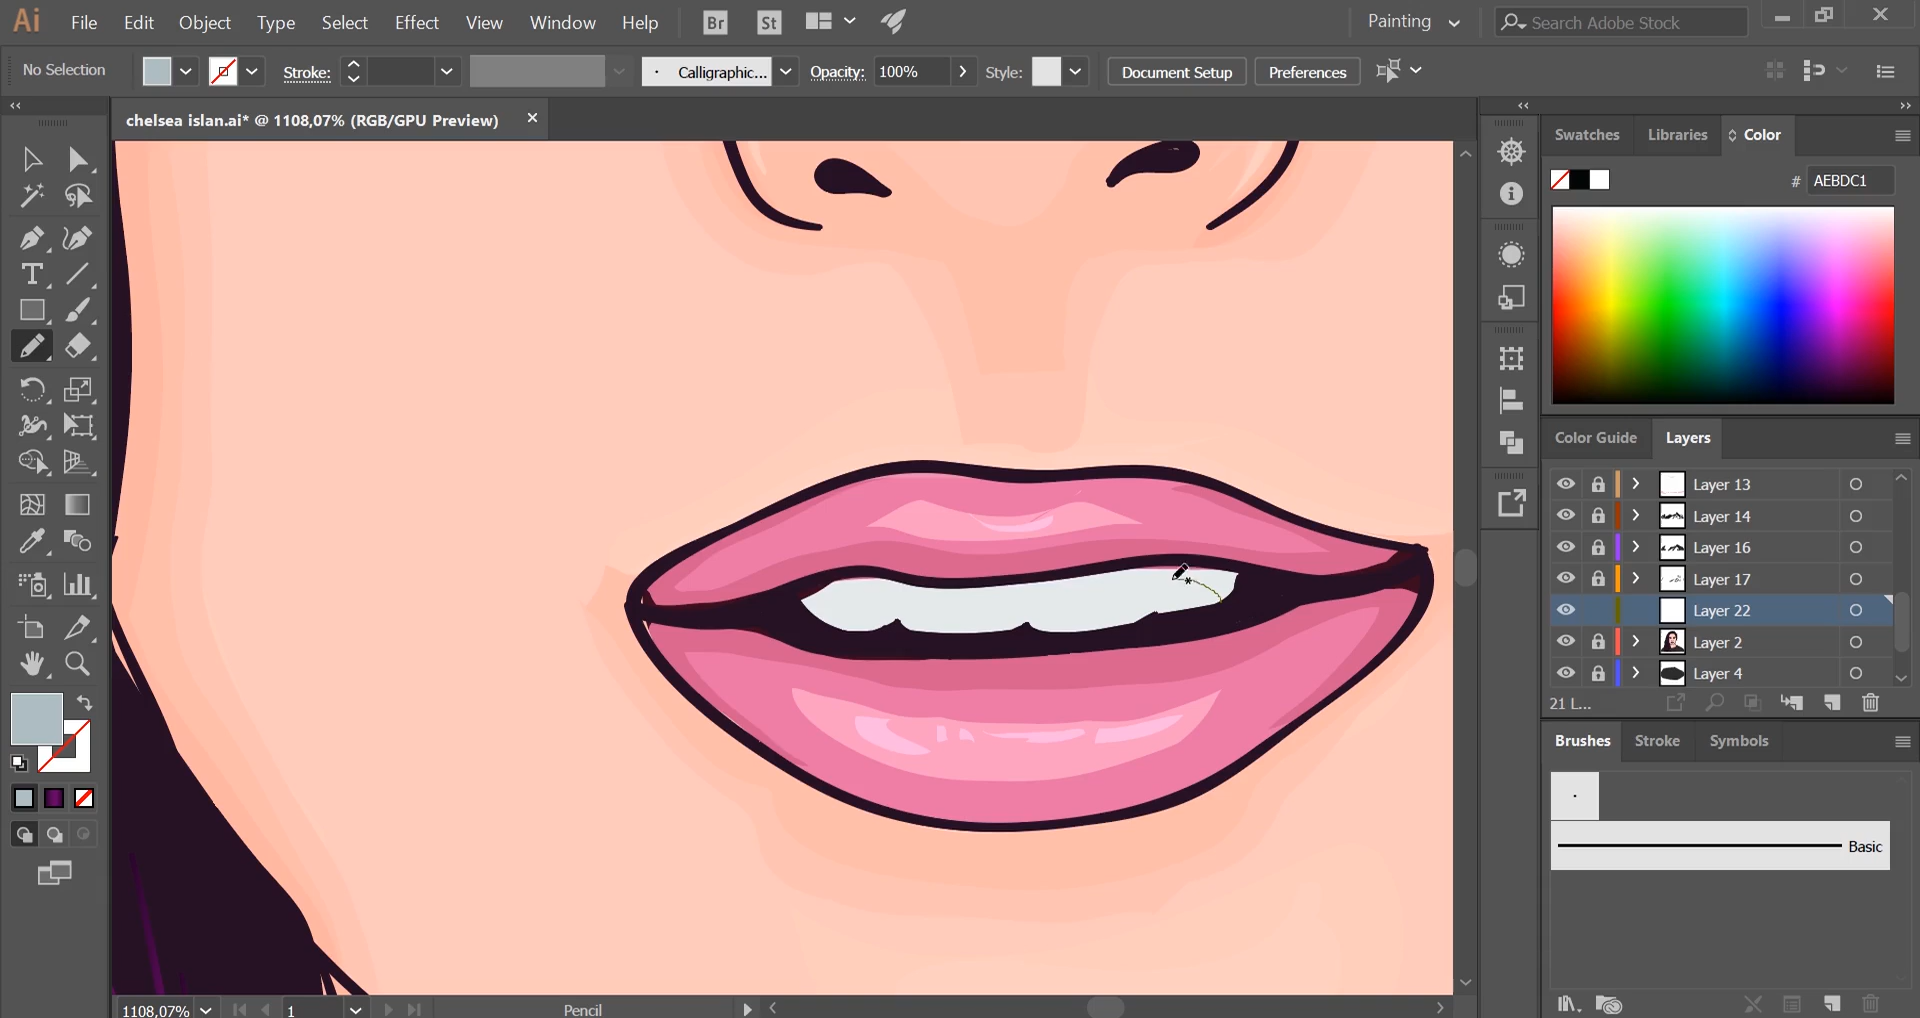 Ai File Edit Object Type Select Effect View Window Help Br St Painting Search Adobe Stock
No Selection Stroke: Calligraphic... Opacity: 100% Style: Document Setup Preferences
chelsea islan.ai* @ 1108,07% (RGB/GPU Preview)
Swatches Libraries Color
# AEBDC1
Color Guide Layers
Layer 13
Layer 14
Layer 16
Layer 17
Layer 22
Layer 2
Layer 4
21 L...
Brushes Stroke Symbols
Basic
1108,07% 1 Pencil